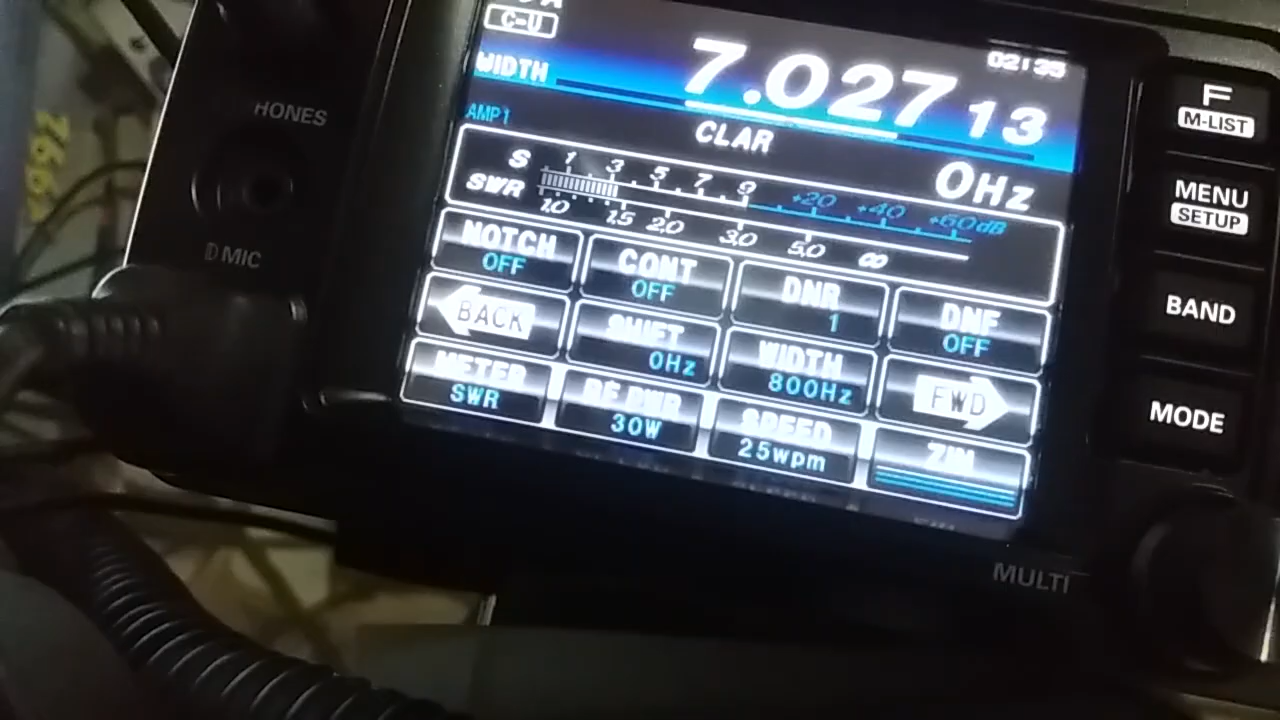 C-U
02:35
WIDTH
7.027 13
AMP1
CLAR
0Hz
S 1 3 5 7 9 +20 +40 +60dB
SWR 1.0 1.5 2.0 3.0 5.0 ∞
NOTCH OFF
CONT OFF
DNR 1
DNF OFF
BACK
SHIFT 0Hz
WIDTH 800Hz
FWD
METER SWR
RF PWR 30W
SPEED 25wpm
ZIN
HONES
MIC
F
M-LIST
MENU
SETUP
BAND
MODE
MULTI